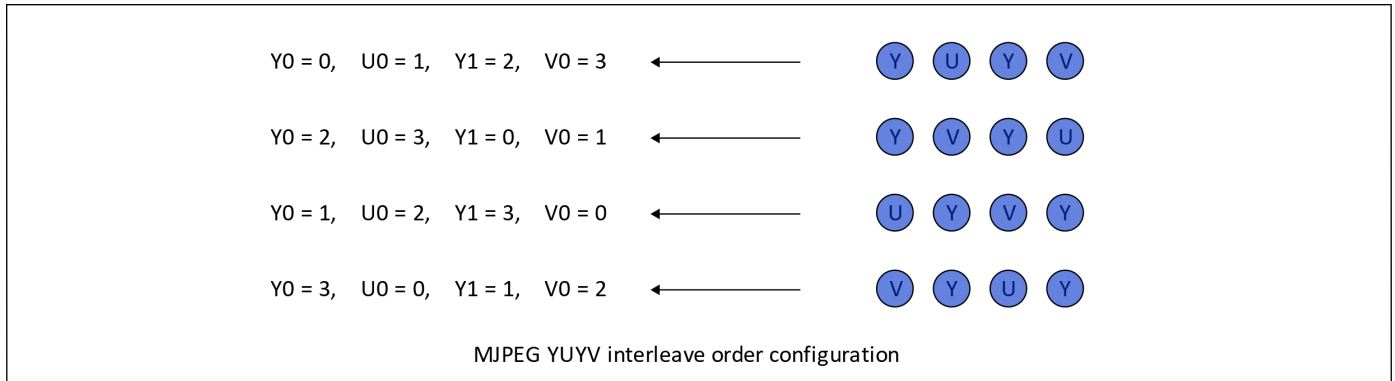 Y0 = 0, U0 = 1, Y1 = 2, V0 = 3 Y U Y V
Y0 = 2, U0 = 3, Y1 = 0, V0 = 1 Y V Y U
Y0 = 1, U0 = 2, Y1 = 3, V0 = 0 U Y V Y
Y0 = 3, U0 = 0, Y1 = 1, V0 = 2 V Y U Y
MJPEG YUYV interleave order configuration